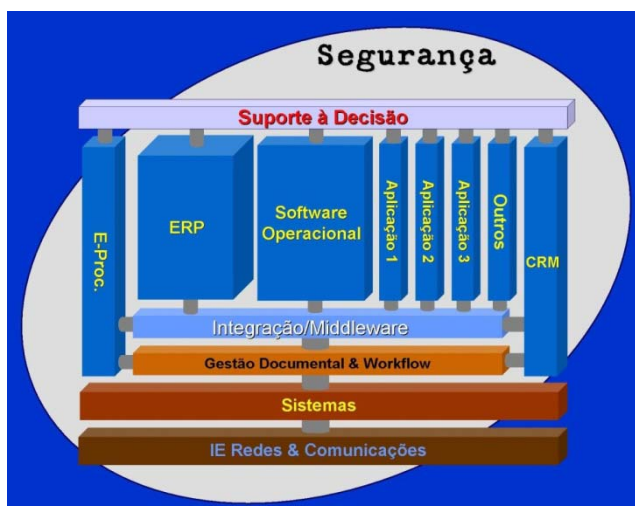 Segurança
Suporte à Decisão
E-Proc.
ERP
Software
Operacional
Aplicação 1
Aplicação 2
Aplicação 3
Outros
CRM
Integração/Middleware
Gestão Documental & Workflow
Sistemas
IE Redes & Comunicações